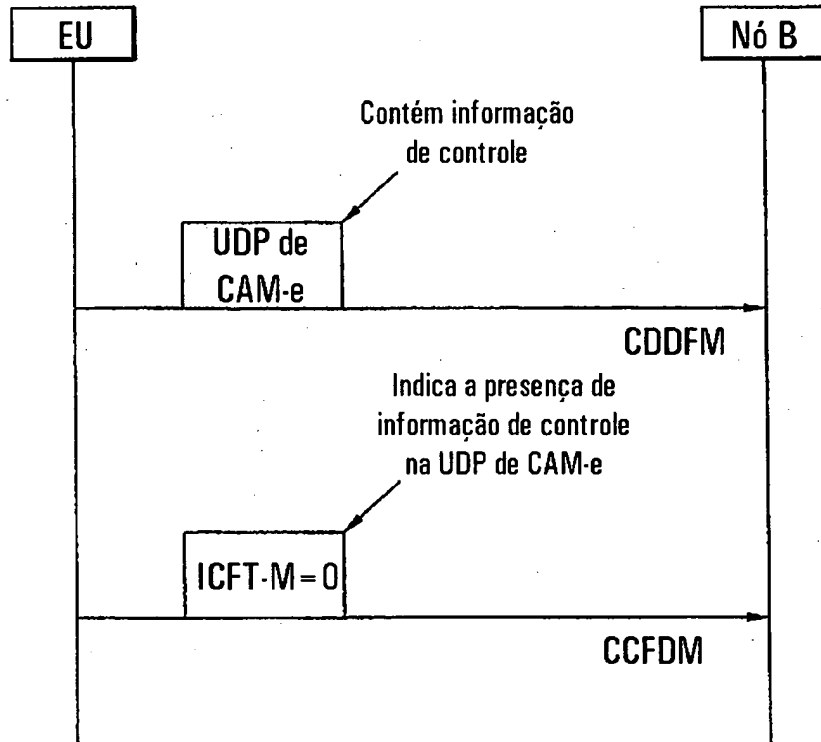 EU
Nó B
Contém informação
de controle
UDP de
CAM-e
CDDFM
Indica a presença de
informação de controle
na UDP de CAM-e
ICFT-M=0
CCFDM